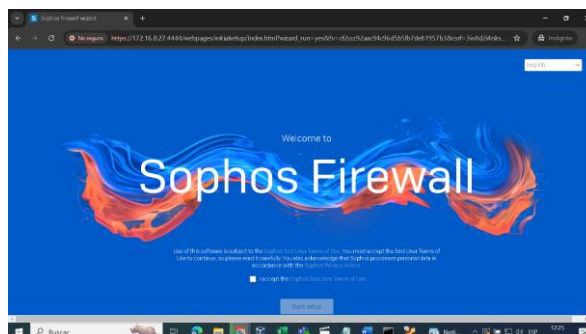 Sophos Firewall wizard
No seguro https://172.16.0.27:4444/webpages/initialsetup/Index.html?wizard_run=yes
Incógnito
English
Welcome to
Sophos Firewall
Use of this software is subject to the Sophos End User Terms of Use. You must accept the End User Terms of
Use to continue, so please read it carefully. You also acknowledge that Sophos processes personal data in
accordance with the Sophos Privacy Notice.
I accept the Sophos End User Terms of Use.
Start setup
Buscar
Noti...
ESP
12:25